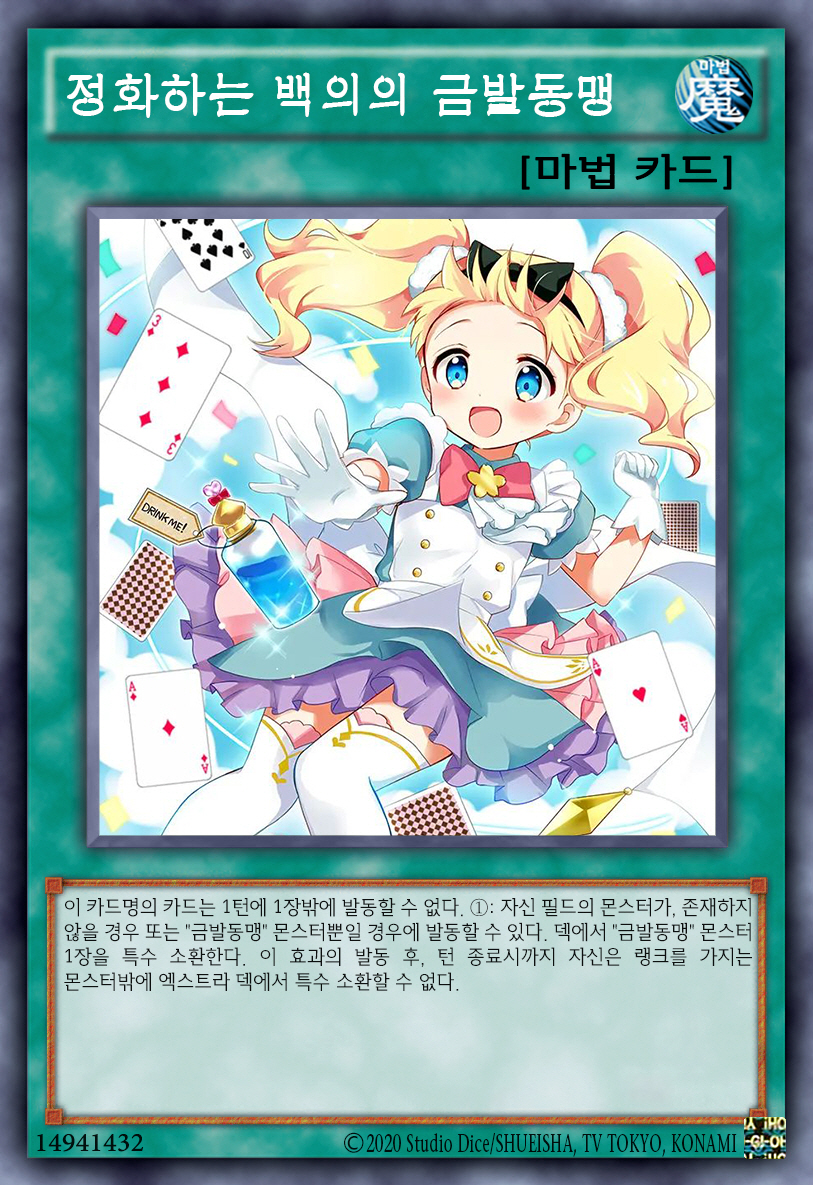 정화하는 백의의 금발동맹
마법
魔
[마법 카드]
3
3
DRINK ME!
A
A
A
A
이 카드명의 카드는 1턴에 1장밖에 발동할 수 없다. ①: 자신 필드의 몬스터가, 존재하지
않을 경우 또는 "금발동맹" 몬스터뿐일 경우에 발동할 수 있다. 덱에서 "금발동맹" 몬스터
1장을 특수 소환한다. 이 효과의 발동 후, 턴 종료시까지 자신은 랭크를 가지는
몬스터밖에 엑스트라 덱에서 특수 소환할 수 없다.
14941432
©2020 Studio Dice/SHUEISHA, TV TOKYO, KONAMI